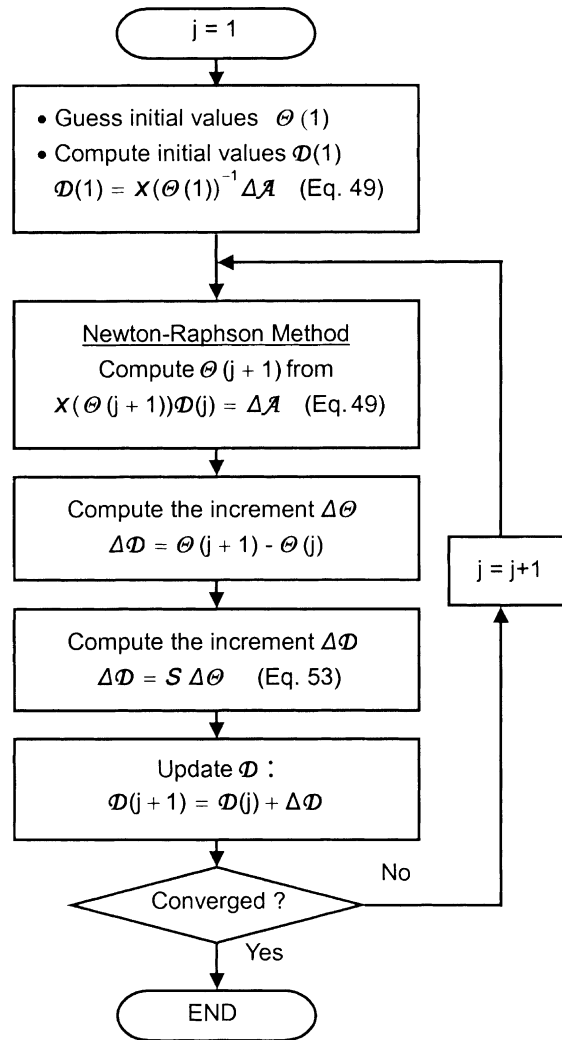 j = 1
• Guess initial values Θ (1)
• Compute initial values 𝒟(1)
𝒟(1) = X(Θ(1))⁻¹ Δ𝒜 (Eq. 49)
Newton-Raphson Method
Compute Θ (j + 1) from
X(Θ(j + 1))𝒟(j) = Δ𝒜 (Eq. 49)
Compute the increment ΔΘ
Δ𝒟 = Θ(j + 1) - Θ(j)
j = j+1
Compute the increment Δ𝒟
Δ𝒟 = S ΔΘ (Eq. 53)
Update 𝒟 :
𝒟(j + 1) = 𝒟(j) + Δ𝒟
No
Converged ?
Yes
END